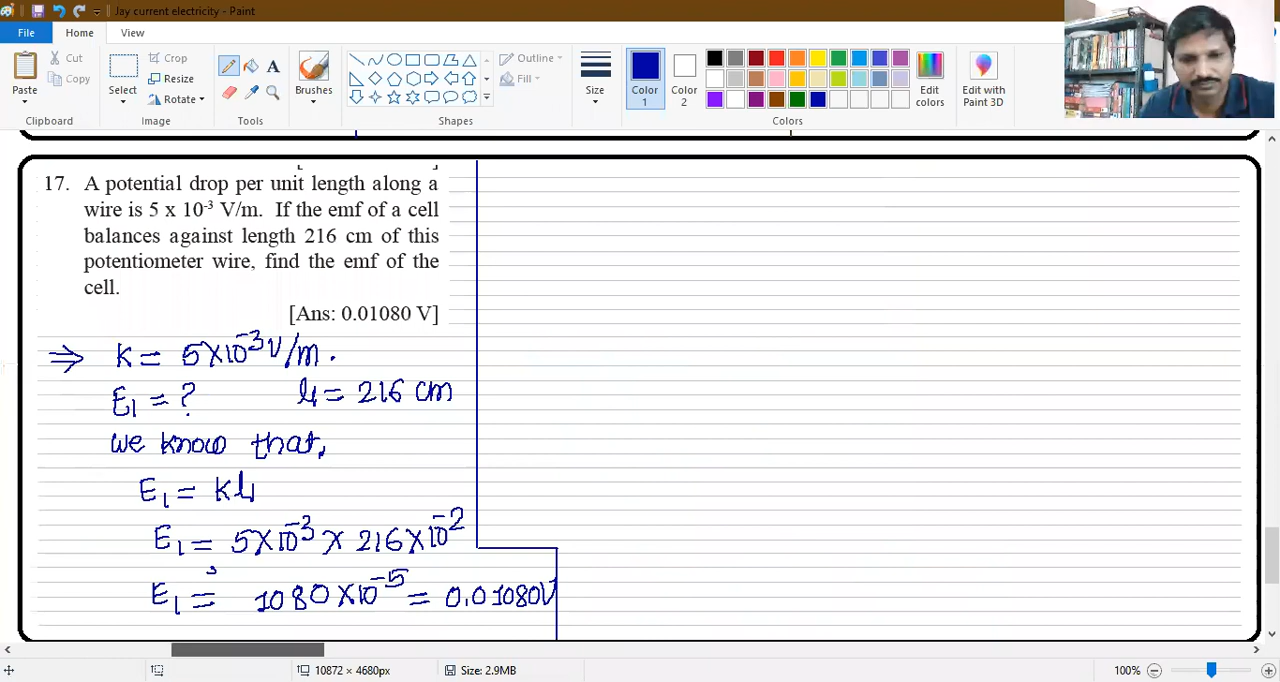 Jay current electricity - Paint
File Home View
Paste Cut Copy
Select Crop Resize Rotate
A Brushes
Outline Fill
Size Color 1 Color 2
Edit colors Edit with Paint 3D
Clipboard Image Tools Shapes Colors
17. A potential drop per unit length along a
wire is 5 x 10⁻³ V/m. If the emf of a cell
balances against length 216 cm of this
potentiometer wire, find the emf of the
cell.
[Ans: 0.01080 V]
⇒ K = 5×10⁻³ V/m.
E₁ = ? l₁ = 216 cm
we know that,
E₁ = Kl₁
E₁ = 5×10⁻³ × 216×10⁻²
E₁ = 1080×10⁻⁵ = 0.01080V
10872 × 4680px Size: 2.9MB 100%